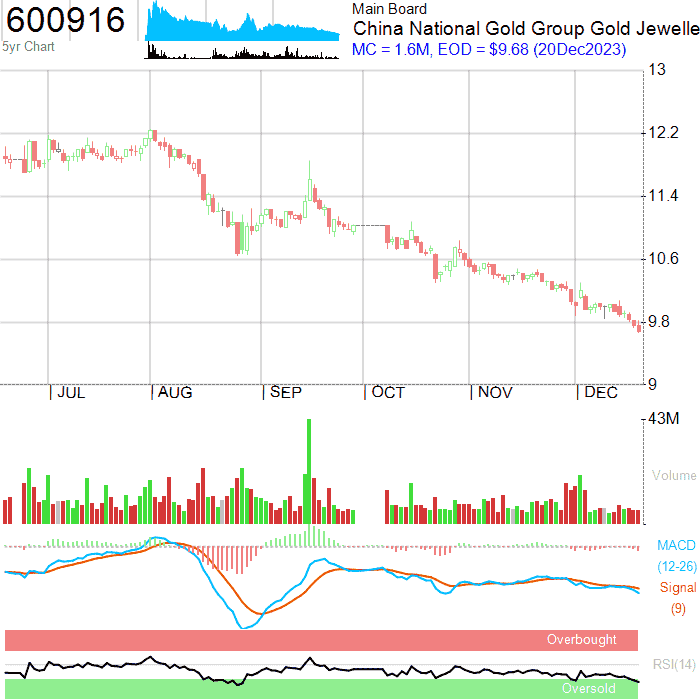 600916
5yr Chart
Main Board
China National Gold Group Gold Jewelle
MC = 1.6M, EOD = $9.68 (20Dec2023)
13
12.2
11.4
10.6
9.8
9
JUL AUG SEP OCT NOV DEC
43M
Volume
MACD
(12-26)
Signal
(9)
Overbought
RSI(14)
Oversold